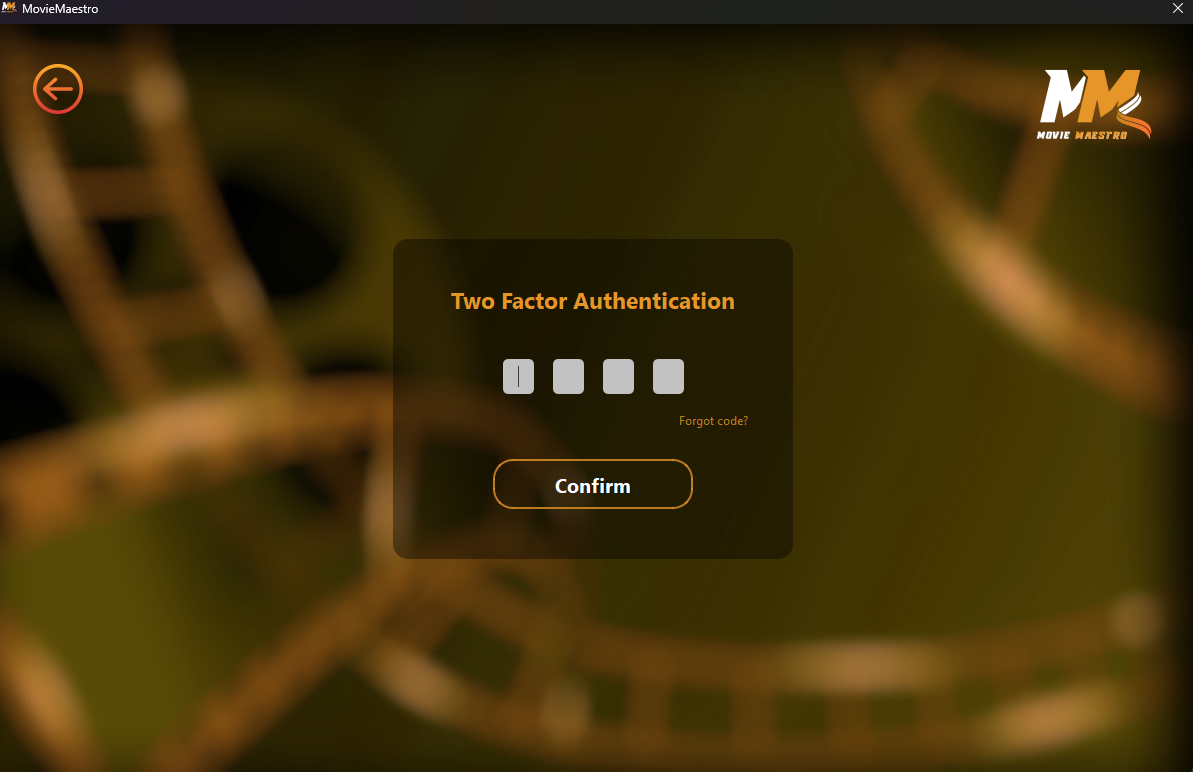 MovieMaestro
MM
MOVIE MAESTRO
Two Factor Authentication
Forgot code?
Confirm